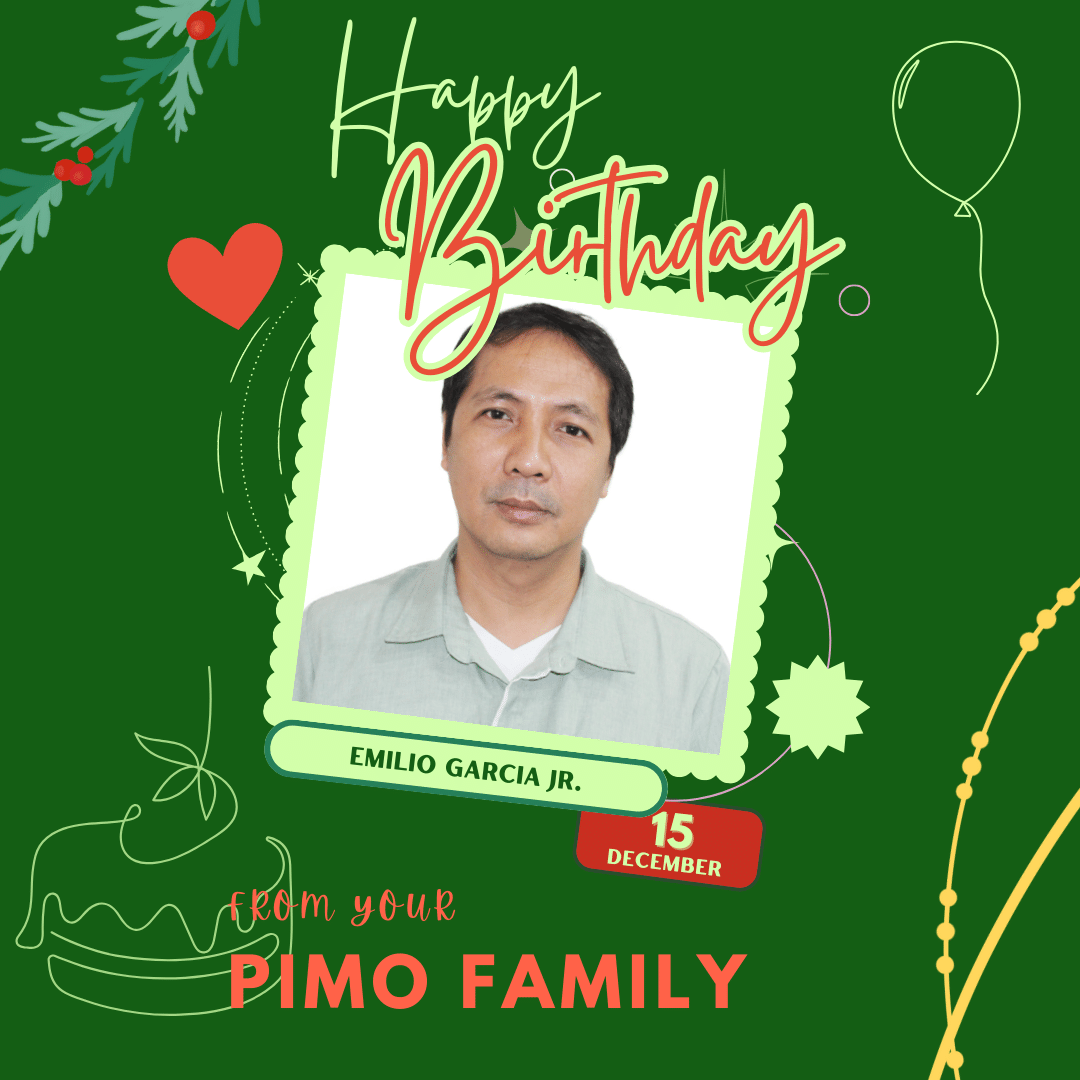 Happy
Birthday
EMILIO GARCIA JR.
15
DECEMBER
FROM YOUR
PIMO FAMILY